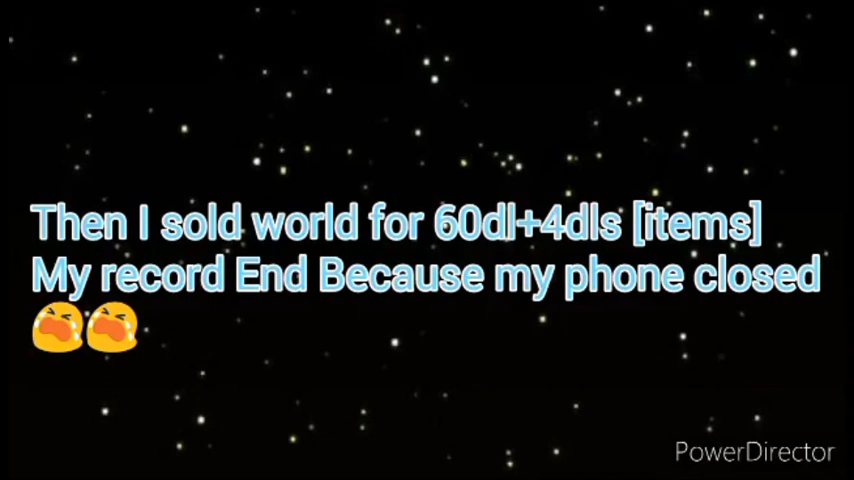 Then I sold world for 60dl+4dls [items]
My record End Because my phone closed
😭😭
PowerDirector